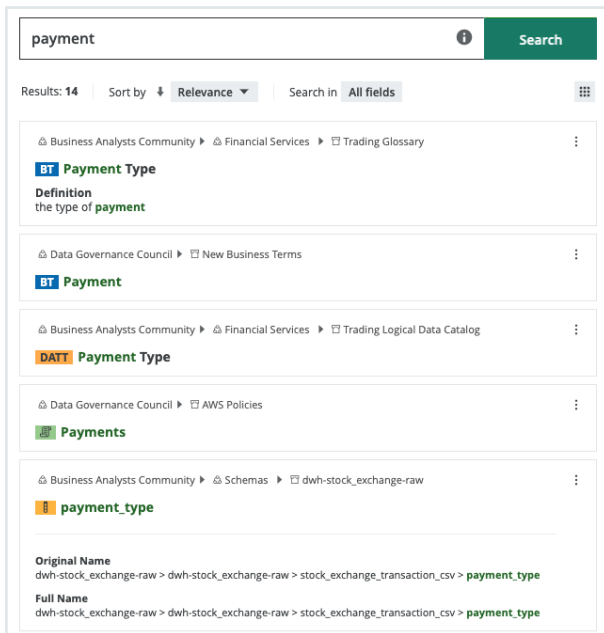 payment
Search
Results: 14 Sort by Relevance Search in All fields
Business Analysts Community Financial Services Trading Glossary
BT Payment Type
Definition
the type of payment
Data Governance Council New Business Terms
BT Payment
Business Analysts Community Financial Services Trading Logical Data Catalog
DATT Payment Type
Data Governance Council AWS Policies
Payments
Business Analysts Community Schemas dwh-stock_exchange-raw
payment_type
Original Name
dwh-stock_exchange-raw > dwh-stock_exchange-raw > stock_exchange_transaction_csv > payment_type
Full Name
dwh-stock_exchange-raw > dwh-stock_exchange-raw > stock_exchange_transaction_csv > payment_type